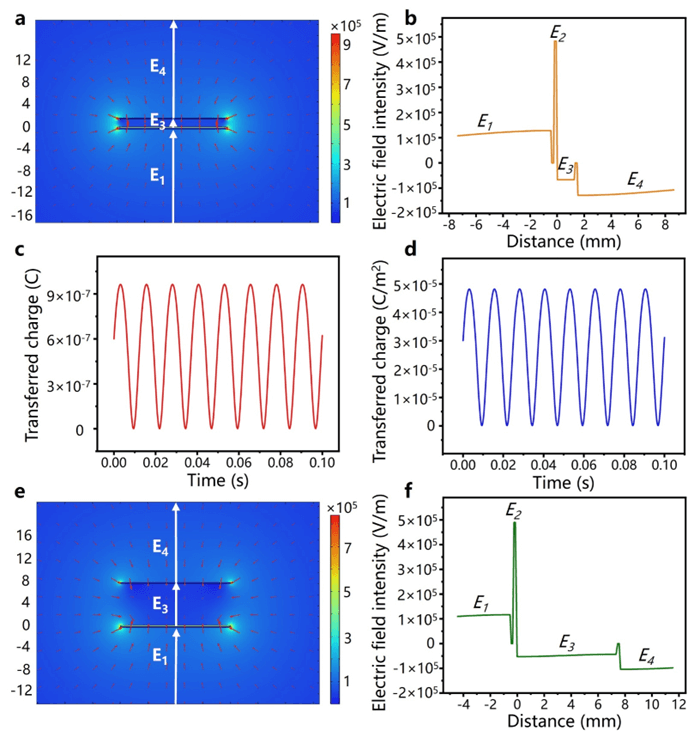 a
×10⁵
9
7
5
3
1
12
8
4
0
-4
-8
-12
-16
E₄
E₃
E₁
b
Electric field intensity (V/m)
5×10⁵
4×10⁵
3×10⁵
2×10⁵
1×10⁵
0
-1×10⁵
-2×10⁵
E₂
E₁
E₃
E₄
-8 -6 -4 -2 0 2 4 6 8
Distance (mm)
c
Transferred charge (C)
9×10⁻⁷
6×10⁻⁷
3×10⁻⁷
0
0.00 0.02 0.04 0.06 0.08 0.10
Time (s)
d
Transferred charge (C/m²)
5×10⁻⁵
4×10⁻⁵
3×10⁻⁵
2×10⁻⁵
1×10⁻⁵
0
0.00 0.02 0.04 0.06 0.08 0.10
Time (s)
e
×10⁵
9
7
5
3
1
16
12
8
4
0
-4
-8
-12
E₄
E₃
E₁
f
Electric field intensity (V/m)
5×10⁵
4×10⁵
3×10⁵
2×10⁵
1×10⁵
0
-1×10⁵
-2×10⁵
E₂
E₁
E₃
E₄
-4 -2 0 2 4 6 8 10 12
Distance (mm)